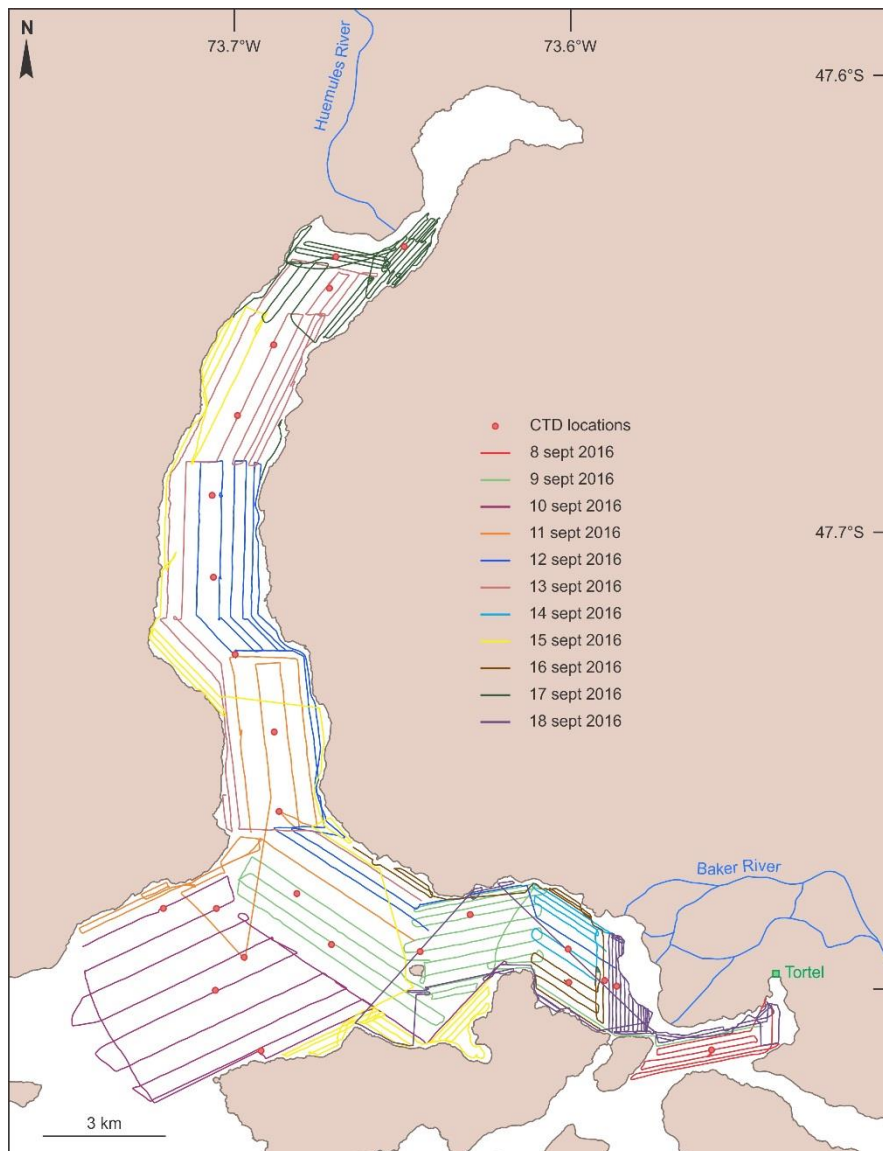 N
73.7°W
73.6°W
47.6°S
Huemules River
CTD locations
8 sept 2016
9 sept 2016
10 sept 2016
11 sept 2016
12 sept 2016
13 sept 2016
14 sept 2016
15 sept 2016
16 sept 2016
17 sept 2016
18 sept 2016
47.7°S
Baker River
Tortel
3 km